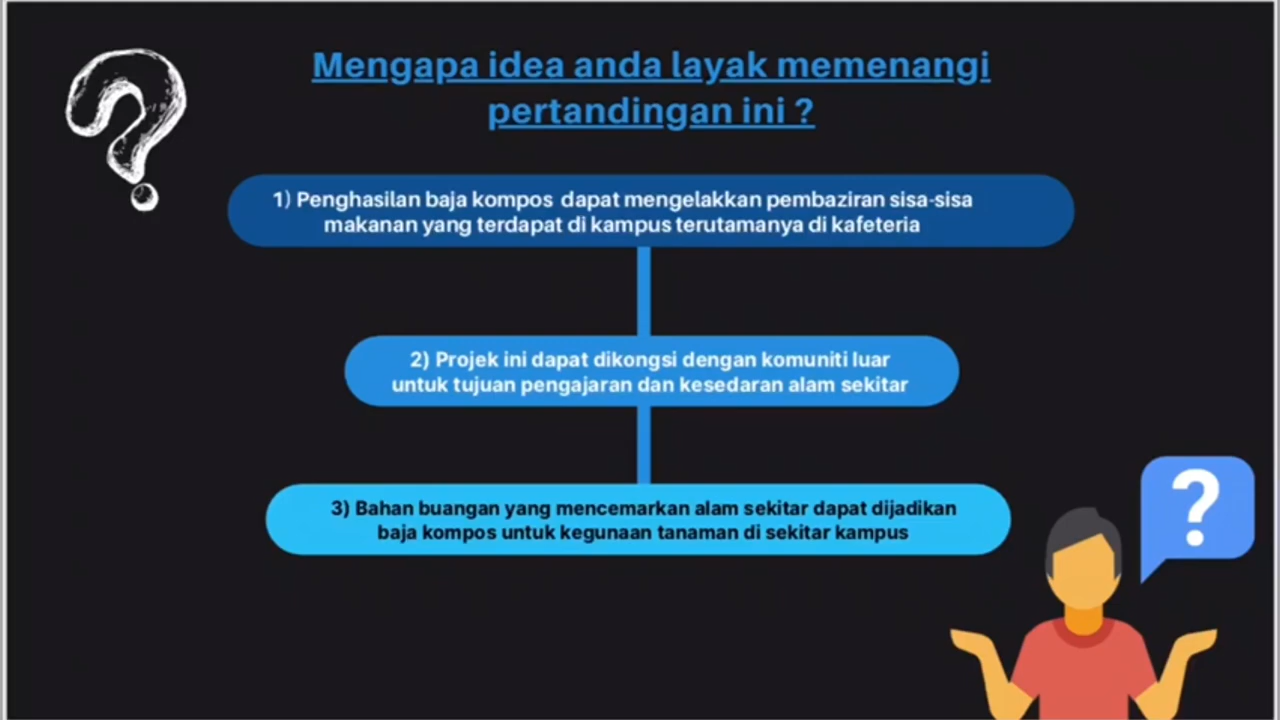 Mengapa idea anda layak memenangi
pertandingan ini ?
1) Penghasilan baja kompos dapat mengelakkan pembaziran sisa-sisa
makanan yang terdapat di kampus terutamanya di kafeteria
2) Projek ini dapat dikongsi dengan komuniti luar
untuk tujuan pengajaran dan kesedaran alam sekitar
3) Bahan buangan yang mencemarkan alam sekitar dapat dijadikan
baja kompos untuk kegunaan tanaman di sekitar kampus
?
?